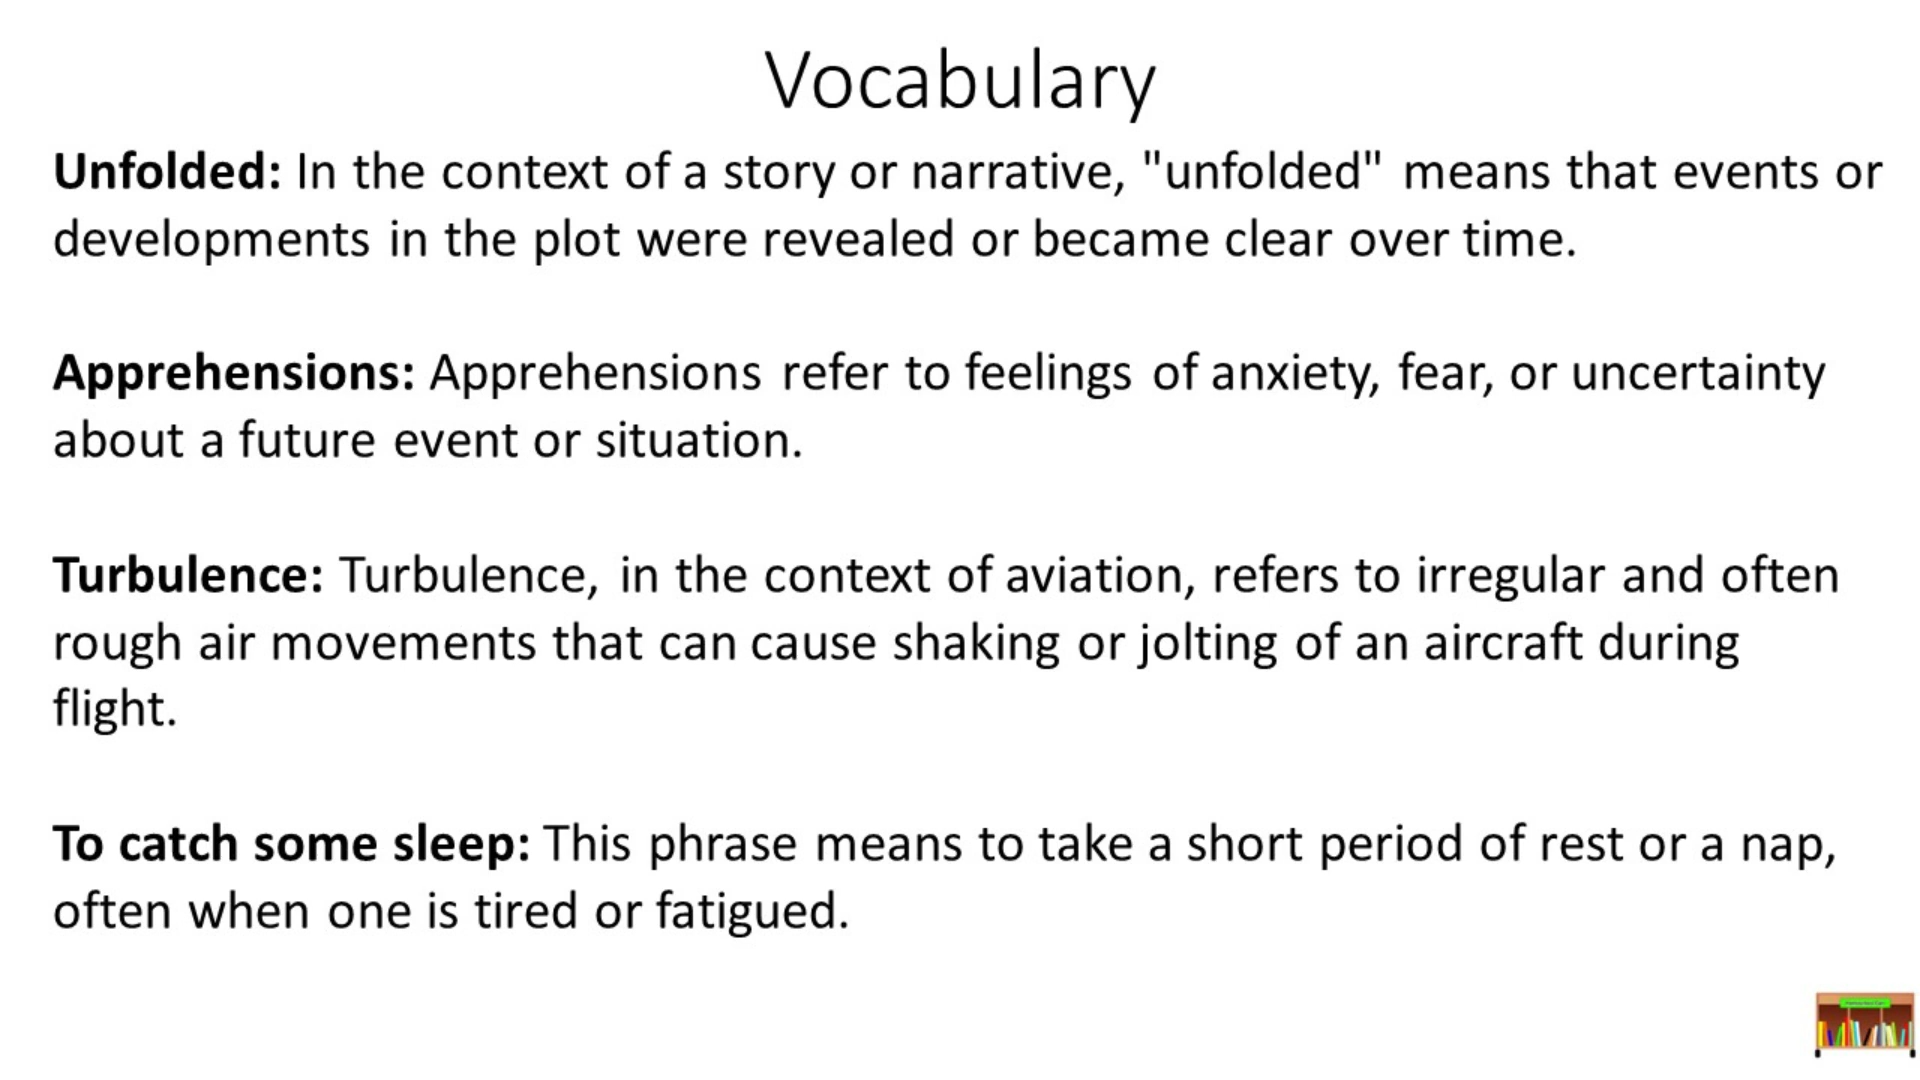 Vocabulary
Unfolded: In the context of a story or narrative, "unfolded" means that events or
developments in the plot were revealed or became clear over time.
Apprehensions: Apprehensions refer to feelings of anxiety, fear, or uncertainty
about a future event or situation.
Turbulence: Turbulence, in the context of aviation, refers to irregular and often
rough air movements that can cause shaking or jolting of an aircraft during
flight.
To catch some sleep: This phrase means to take a short period of rest or a nap,
often when one is tired or fatigued.